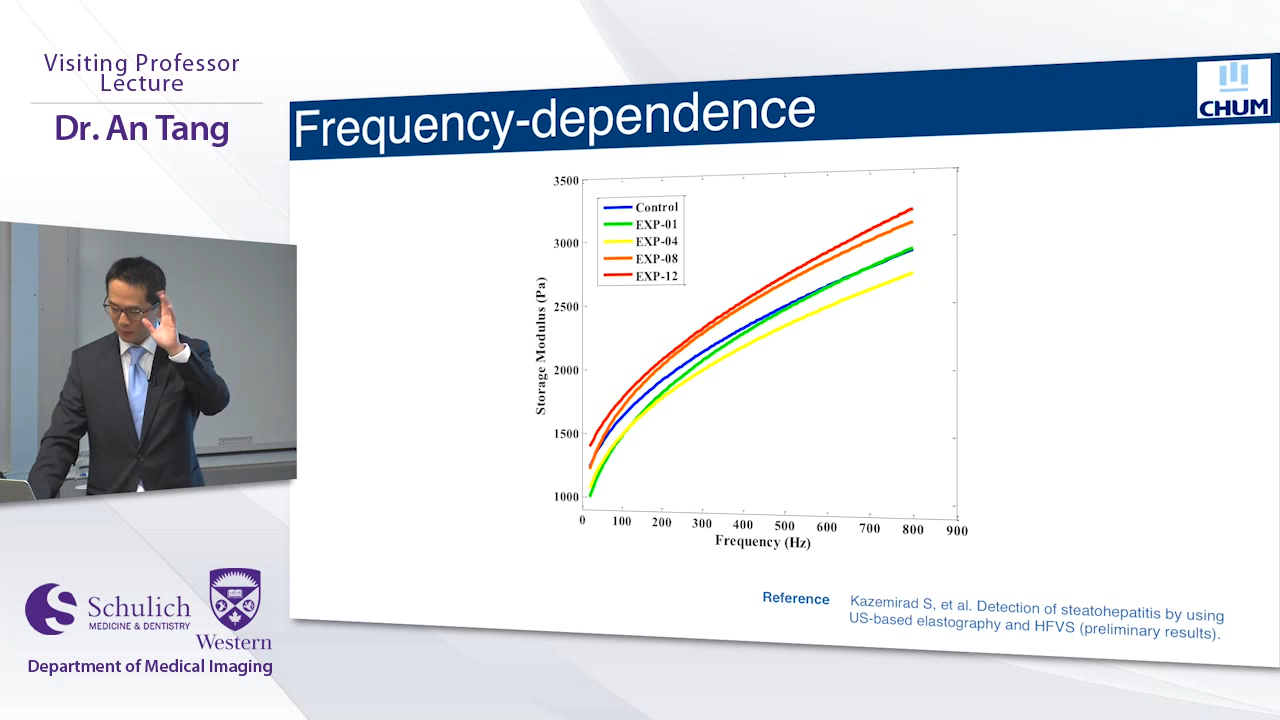 Visiting Professor
Lecture
Dr. An Tang
Frequency-dependence
CHUM
3500
3000
2500
2000
1500
1000
Storage Modulus (Pa)
Control
EXP-01
EXP-04
EXP-08
EXP-12
0 100 200 300 400 500 600 700 800 900
Frequency (Hz)
Reference Kazemirad S, et al. Detection of steatohepatitis by using
US-based elastography and HFVS (preliminary results).
Schulich
MEDICINE & DENTISTRY
Western
Department of Medical Imaging